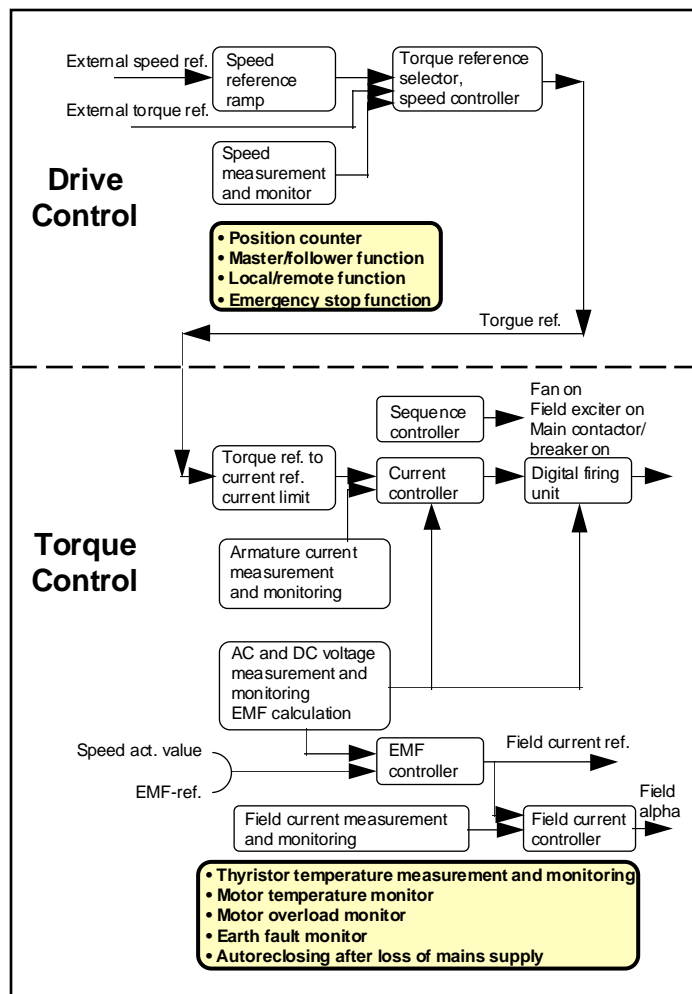 External speed ref.
Speed
reference
ramp
Torque reference
selector,
speed controller
External torque ref.
Speed
measurement
and monitor
Drive
Control
• Position counter
• Master/follower function
• Local/remote function
• Emergency stop function
Torgue ref.
Sequence
controller
Fan on
Field exciter on
Main contactor/
breaker on
Torque ref. to
current ref.
current limit
Current
controller
Digital firing
unit
Torque
Control
Armature current
measurement
and monitoring
AC and DC voltage
measurement and
monitoring
EMF calculation
Speed act. value
EMF-ref.
EMF
controller
Field current ref.
Field current measurement
and monitoring
Field current
controller
Field
alpha
• Thyristor temperature measurement and monitoring
• Motor temperature monitor
• Motor overload monitor
• Earth fault monitor
• Autoreclosing after loss of mains supply